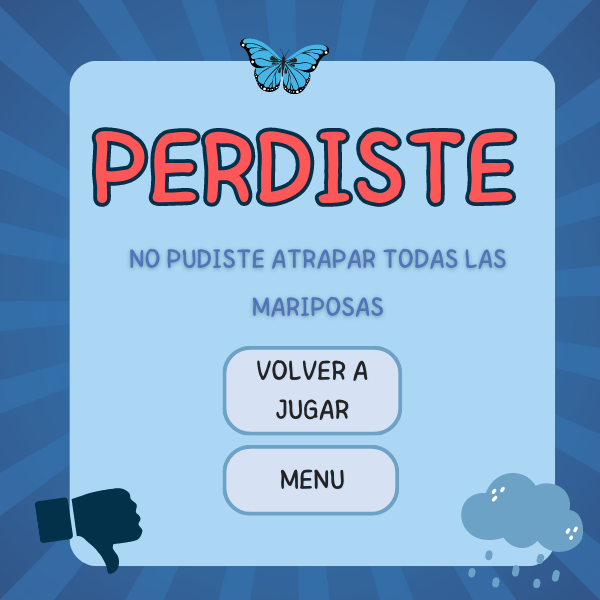 PERDISTE
NO PUDISTE ATRAPAR TODAS LAS
MARIPOSAS
VOLVER A
JUGAR
MENU